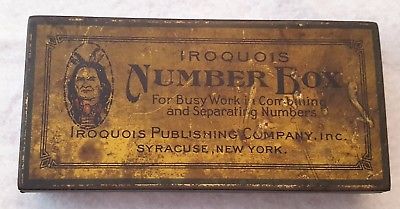 IROQUOIS
NUMBER BOX
For Busy Work in Combining
and Separating Numbers
IROQUOIS PUBLISHING COMPANY, Inc.
SYRACUSE, NEW YORK.